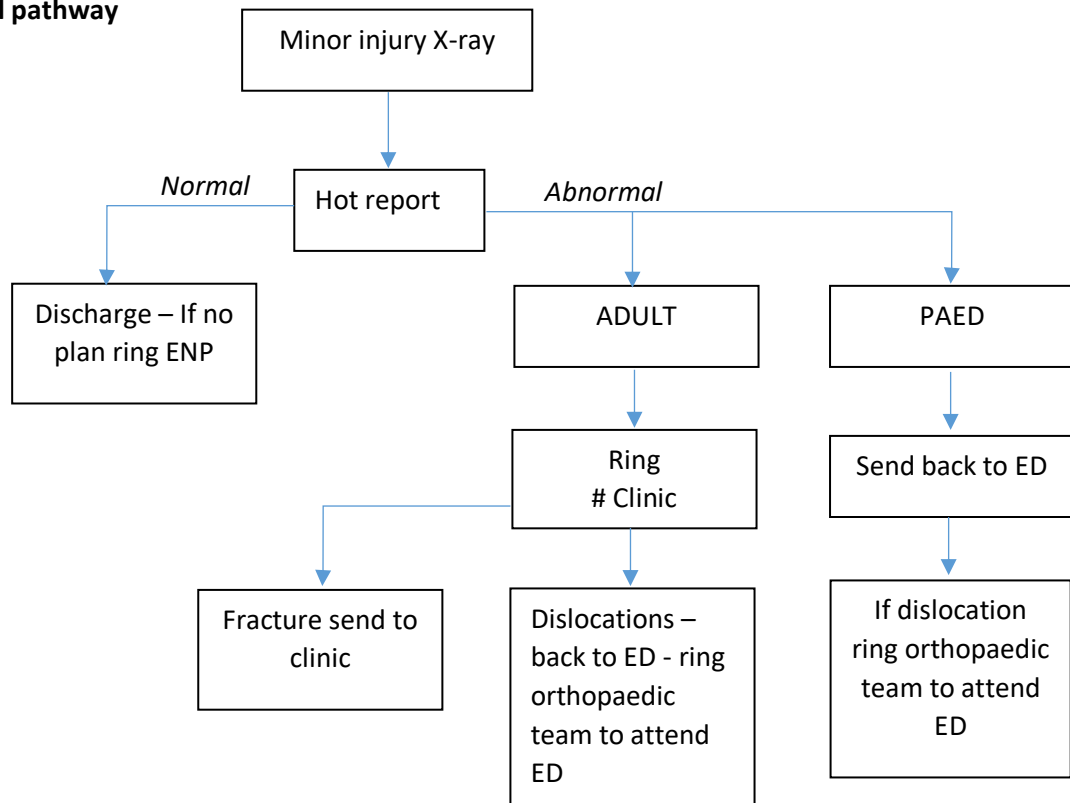 pathway
Minor injury X-ray
Normal
Hot report
Abnormal
Discharge – If no
plan ring ENP
ADULT
PAED
Ring
# Clinic
Send back to ED
Fracture send to
clinic
Dislocations –
back to ED - ring
orthopaedic
team to attend
ED
If dislocation
ring orthopaedic
team to attend
ED